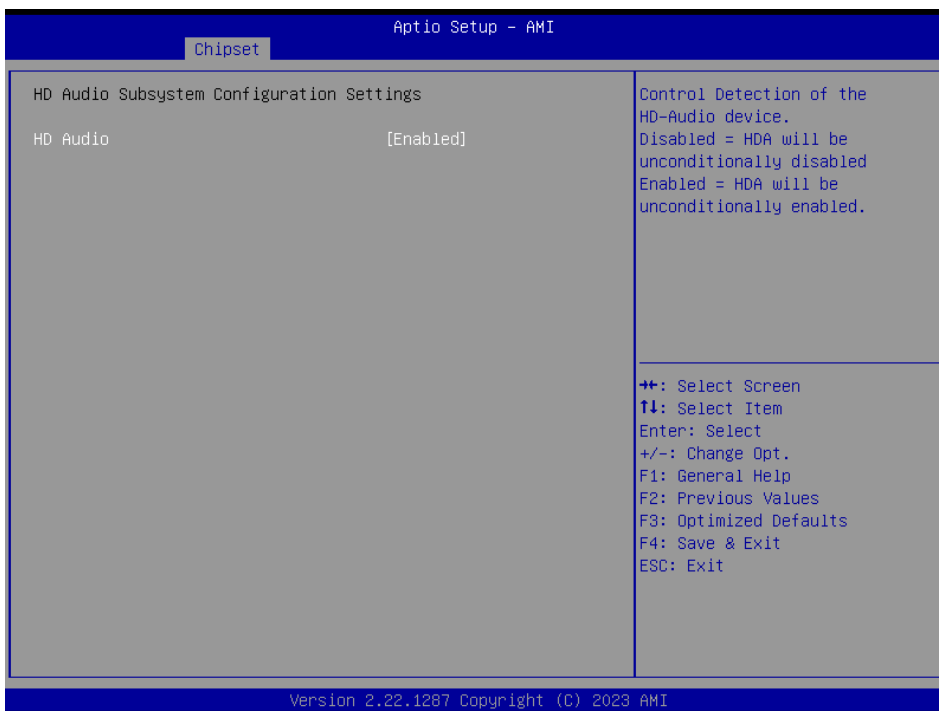 Aptio Setup – AMI
Chipset
HD Audio Subsystem Configuration Settings
HD Audio [Enabled]
Control Detection of the
HD-Audio device.
Disabled = HDA will be
unconditionally disabled
Enabled = HDA will be
unconditionally enabled.
→←: Select Screen
↑↓: Select Item
Enter: Select
+/-: Change Opt.
F1: General Help
F2: Previous Values
F3: Optimized Defaults
F4: Save & Exit
ESC: Exit
Version 2.22.1287 Copyright (C) 2023 AMI